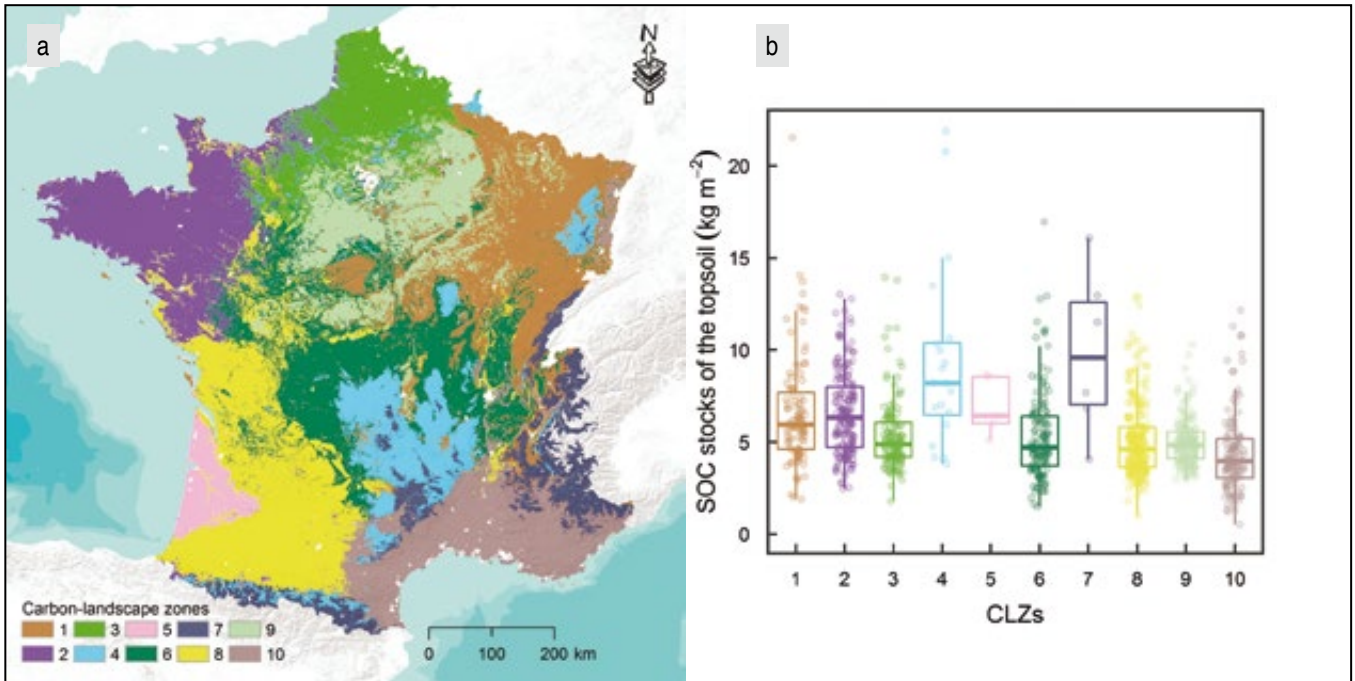 a
N
Carbon-landscape zones
1 3 5 7 9
2 4 6 8 10
0 100 200 km
b
SOC stocks of the topsoil (kg m⁻²)
20
15
10
5
0
1 2 3 4 5 6 7 8 9 10
CLZs